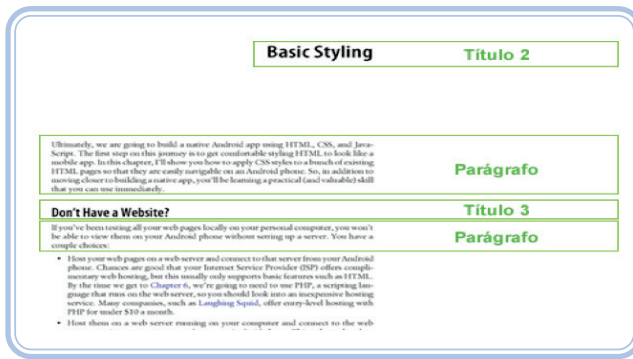 Basic Styling Título 2
Ultimately, we are going to build a native Android app using HTML, CSS, and Java-
Script. The first step on this journey is to get comfortable styling HTML to look like a
mobile app. In this chapter, I'll show you how to apply CSS styles to a bunch of existing
HTML pages so that they are easily navigable on an Android phone. So, in addition to
moving closer to building a native app, you'll be learning a practical (and valuable) skill
that you can use immediately.
Parágrafo
Don't Have a Website? Título 3
If you've been testing all your web pages locally on your personal computer, you won't
be able to view them on your Android phone without setting up a server. You have a
couple choices:
Parágrafo
• Host your web pages on a web server and connect to that server from your Android
phone. Chances are good that your Internet Service Provider (ISP) offers compli-
mentary web hosting, but this usually only supports basic features such as HTML.
By the time we get to Chapter 6, we're going to need to use PHP, a scripting lan-
guage that runs on the web server, so you should look into an inexpensive hosting
service. Many companies, such as Laughing Squid, offer entry-level hosting with
PHP for under $10 a month.
• Host them on a web server running on your computer and connect to the web